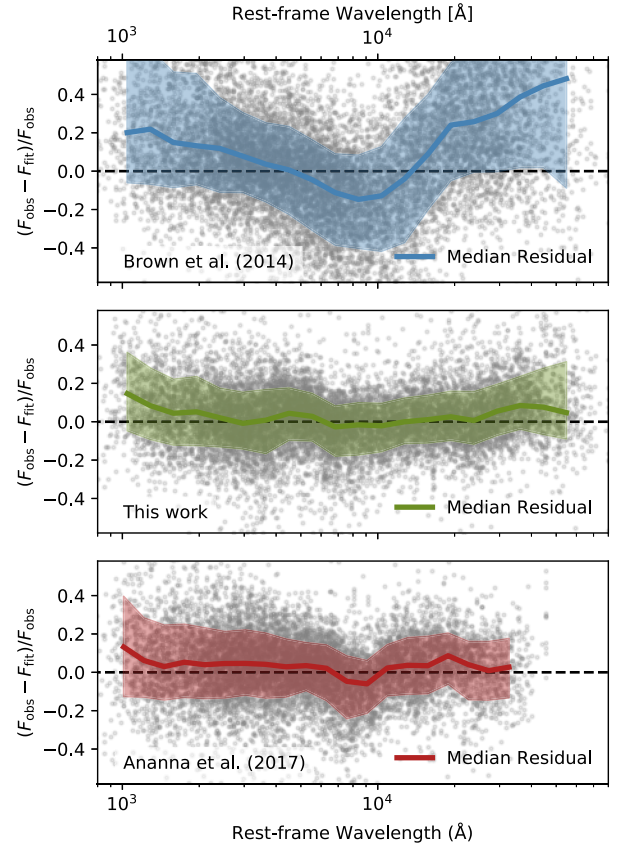 Rest-frame Wavelength [Å]
10³ 10⁴
0.4
0.2
0.0
−0.2
−0.4
(F_obs − F_fit)/F_obs
Brown et al. (2014)
Median Residual
0.4
0.2
0.0
−0.2
−0.4
(F_obs − F_fit)/F_obs
This work
Median Residual
0.4
0.2
0.0
−0.2
−0.4
(F_obs − F_fit)/F_obs
Ananna et al. (2017)
Median Residual
10³ 10⁴
Rest-frame Wavelength (Å)